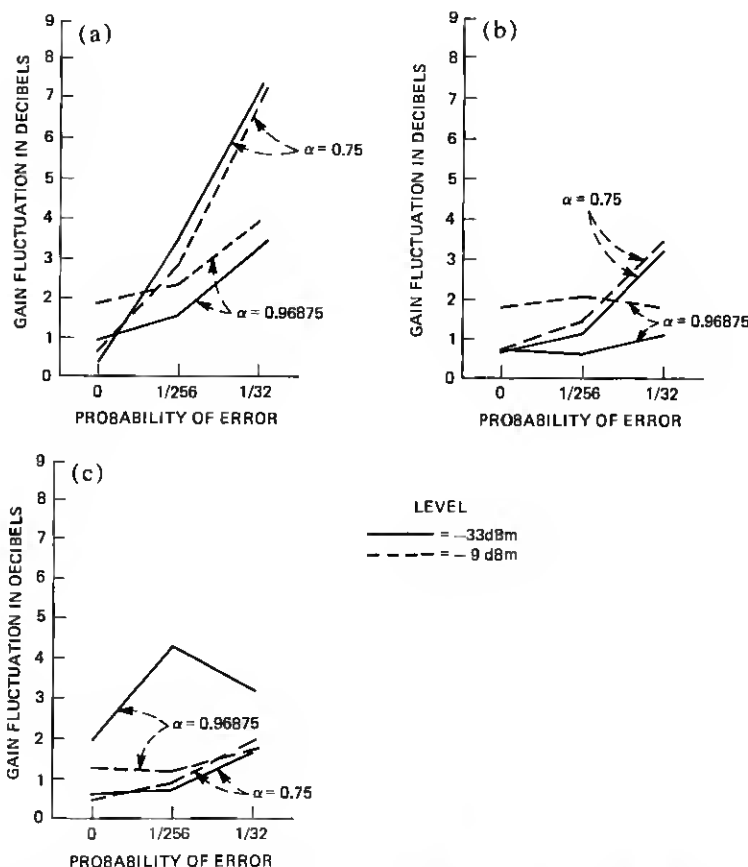 (a)
9
8
7
6
5
4
3
2
1
0
GAIN FLUCTUATION IN DECIBELS
α = 0.75
α = 0.96875
0 1/256 1/32
PROBABILITY OF ERROR
(b)
9
8
7
6
5
4
3
2
1
0
GAIN FLUCTUATION IN DECIBELS
α = 0.75
α = 0.96875
0 1/256 1/32
PROBABILITY OF ERROR
(c)
9
8
7
6
5
4
3
2
1
0
GAIN FLUCTUATION IN DECIBELS
α = 0.96875
α = 0.75
0 1/256 1/32
PROBABILITY OF ERROR
LEVEL
= −33dBm
= −9 dBm